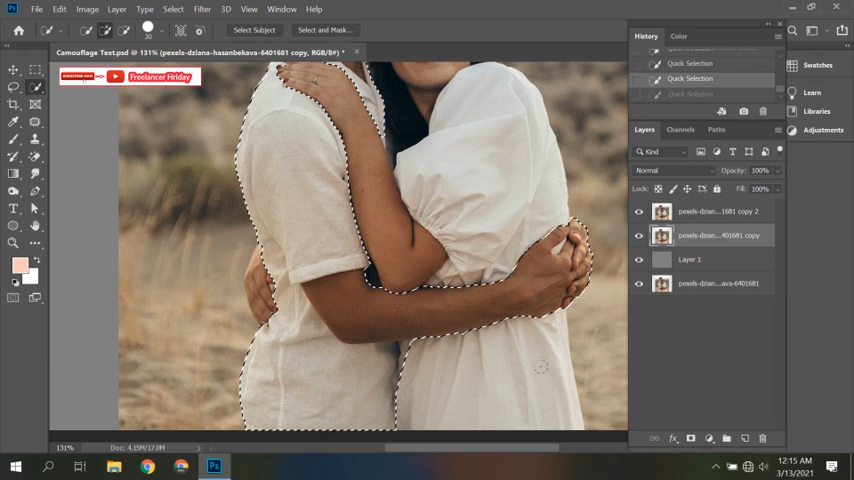 File Edit Image Layer Type Select Filter 3D View Window Help
30
Select Subject
Select and Mask...
Camouflage Text.psd @ 131% (pexels-dziana-hasanbekava-6401681 copy, RGB/8#) *
SUBSCRIBE NOW
Freelancer Hriday
History Color
Quick Selection
Quick Selection
Quick Selection
Layers Channels Paths
Kind
Normal Opacity: 100%
Lock: Fill: 100%
pexels-dzian...1681 copy 2
pexels-dzian...401681 copy
Layer 1
pexels-dzian...ava-6401681
Swatches
Learn
Libraries
Adjustments
131% Doc: 4.15M/17.0M
12:15 AM
3/13/2021